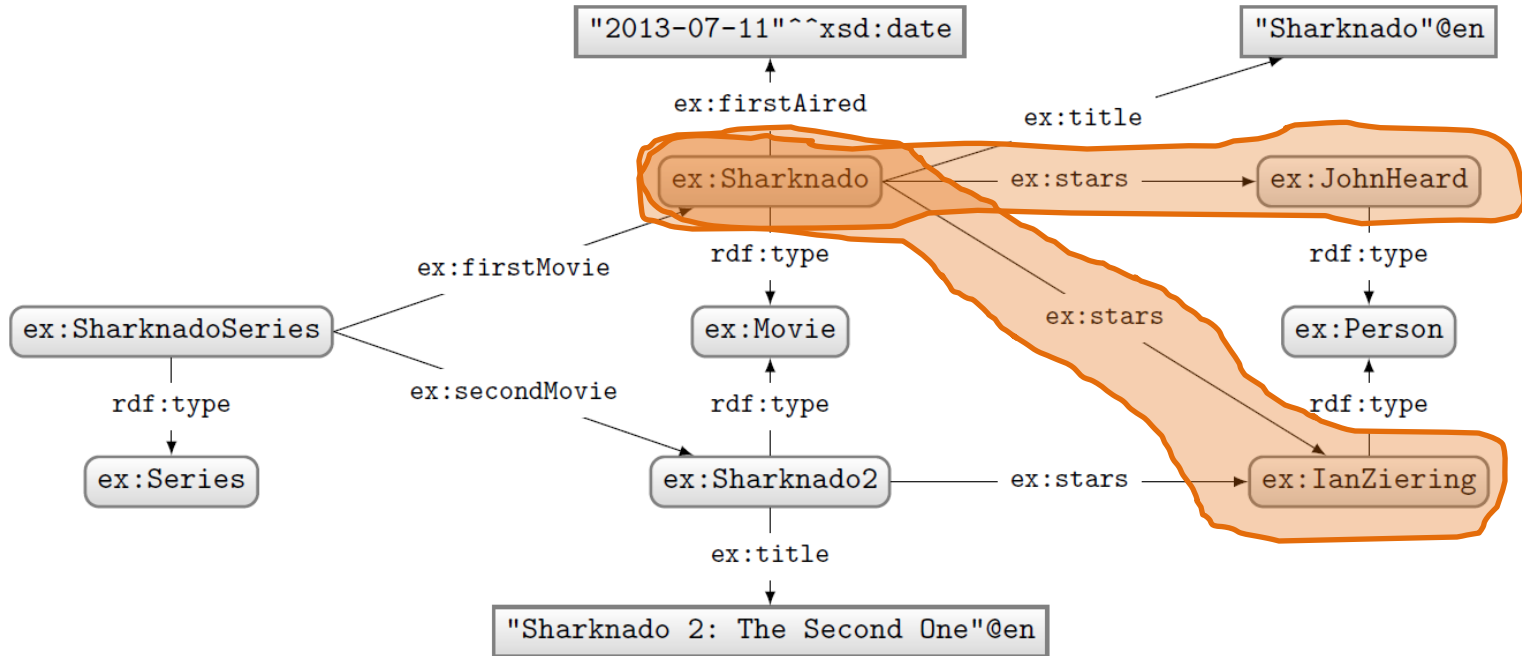 "2013-07-11"^^xsd:date
"Sharknado"@en
ex:firstAired
ex:title
ex:Sharknado
ex:stars
ex:JohnHeard
rdf:type
rdf:type
ex:firstMovie
ex:SharknadoSeries
ex:Movie
ex:stars
ex:Person
ex:secondMovie
rdf:type
rdf:type
rdf:type
ex:Series
ex:Sharknado2
ex:stars
ex:IanZiering
ex:title
"Sharknado 2: The Second One"@en